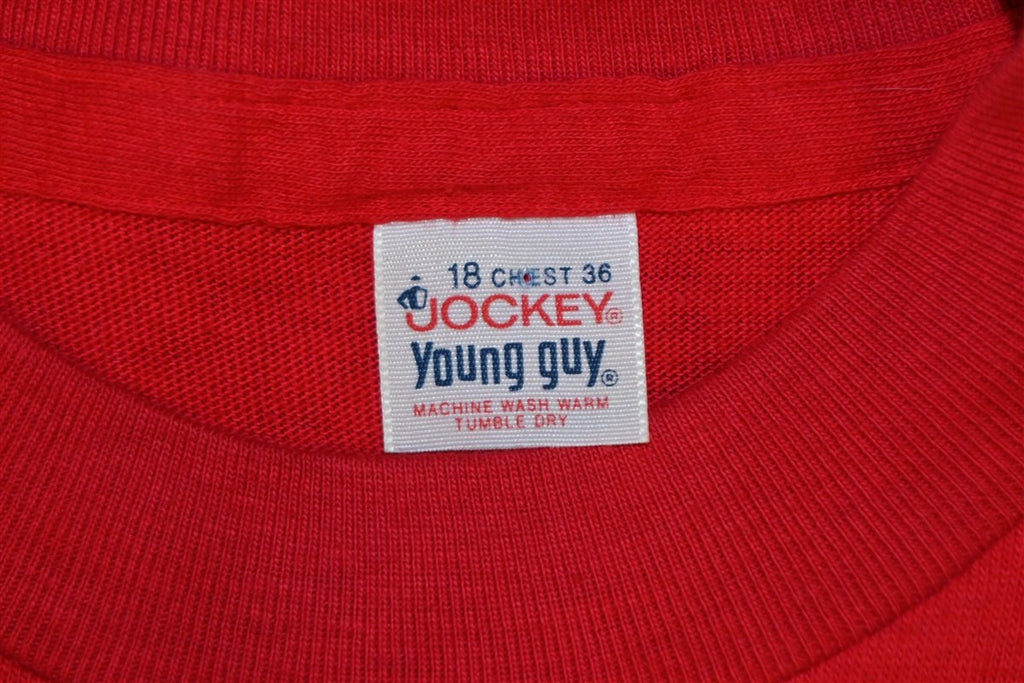 18 CHEST 36
JOCKEY®
Young guy®
MACHINE WASH WARM
TUMBLE DRY